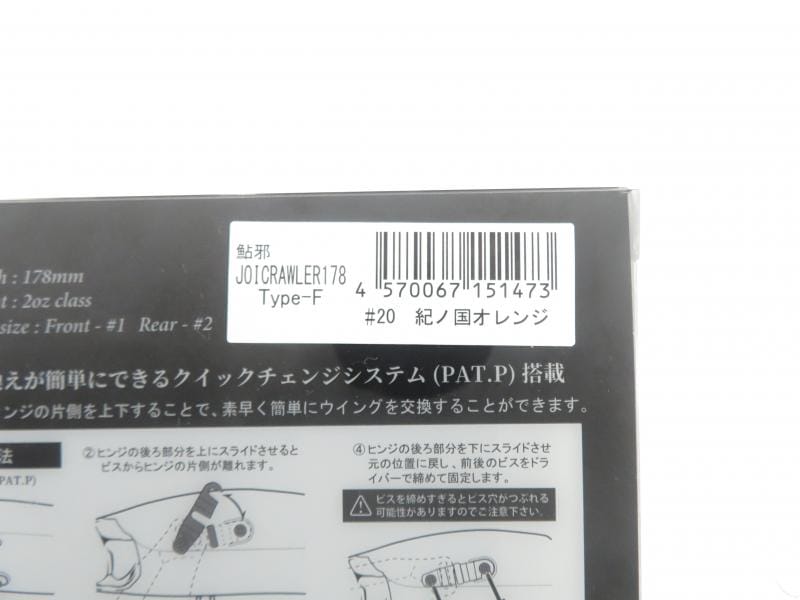 鮎邪
JOICRAWLER178
Type-F
4 570067 151473
#20 紀ノ国オレンジ
: 178mm
: 2oz class
size : Front - #1 Rear - #2
えが簡単にできるクイックチェンジシステム (PAT.P) 搭載
ンジの片側を上下することで、素早く簡単にウイングを交換することができます。
法
PAT.P)
②ヒンジの後ろ部分を上にスライドさせると
ビスからヒンジの片側が離れます。
④ヒンジの後ろ部分を下にスライドさせ
元の位置に戻し、前後のビスをドラ
イバーで締めて固定します。
ビスを締めすぎるとビス穴がつぶれる
可能性がありますのでご注意下さい。